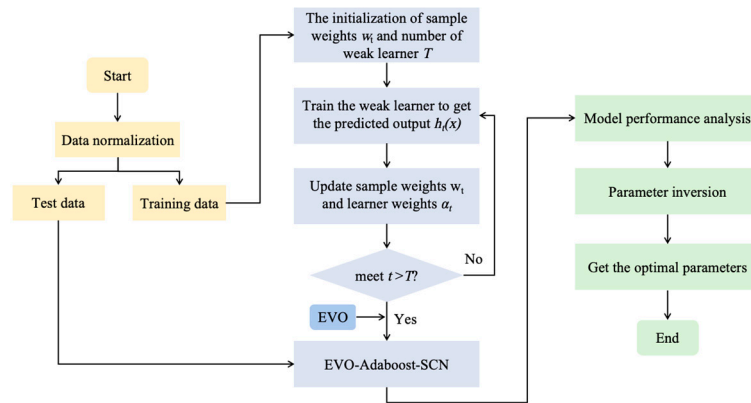 Start
Data normalization
Test data
Training data
The initialization of sample
weights wᵢ and number of
weak learner T
Train the weak learner to get
the predicted output hₜ(x)
Update sample weights wₜ
and learner weights αₜ
meet t>T?
No
EVO
Yes
EVO-Adaboost-SCN
Model performance analysis
Parameter inversion
Get the optimal parameters
End